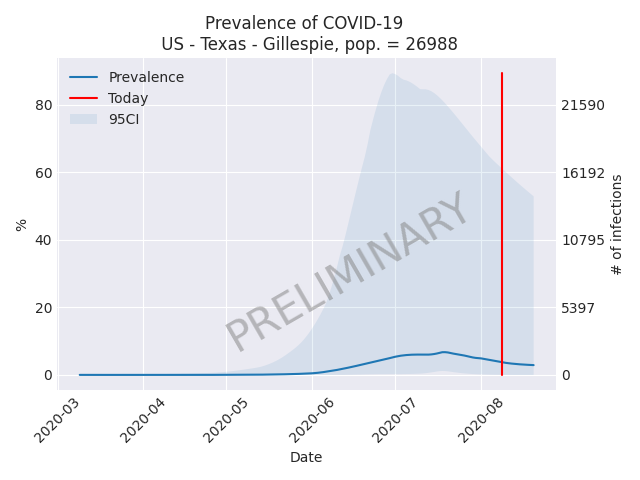 Prevalence of COVID-19
US - Texas - Gillespie, pop. = 26988
Prevalence
Today
95CI
%
80
60
40
20
0
21590
16192
10795
5397
0
# of infections
PRELIMINARY
2020-03
2020-04
2020-05
2020-06
2020-07
2020-08
Date